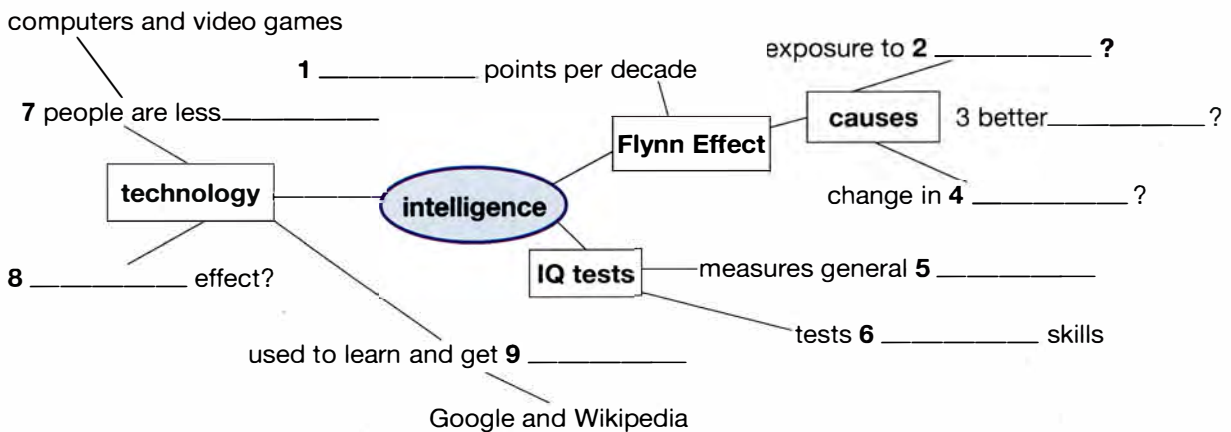 computers and video games
exposure to 2 __________ ?
1 __________ points per decade
7 people are less__________
causes
3 better__________?
Flynn Effect
technology
intelligence
change in 4 __________ ?
8 __________ effect?
IQ tests
measures general 5 __________
tests 6 __________ skills
used to learn and get 9 __________
Google and Wikipedia